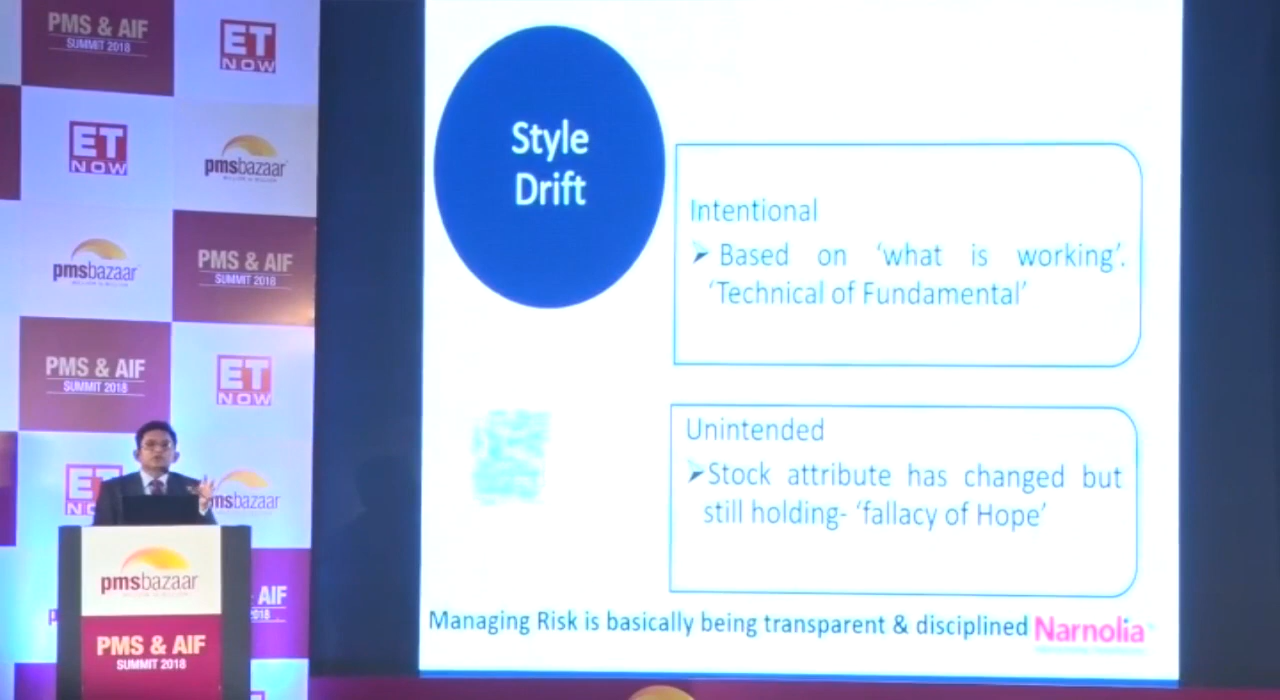 PMS & AIF
SUMMIT 2018
ET
NOW
ET
NOW
pmsbazaar
pmsbazaar
PMS & AIF
SUMMIT 2018
PMS & AIF
SUMMIT 2018
ET
NOW
ET
pmsbazaar
pmsbazaar
AIF
2018
PMS & AIF
SUMMIT 2018
Style
Drift
Intentional
➢ Based on ‘what is working’.
‘Technical of Fundamental’
Unintended
➢Stock attribute has changed but
still holding- ‘fallacy of Hope’
Managing Risk is basically being transparent & disciplined
Narnolia